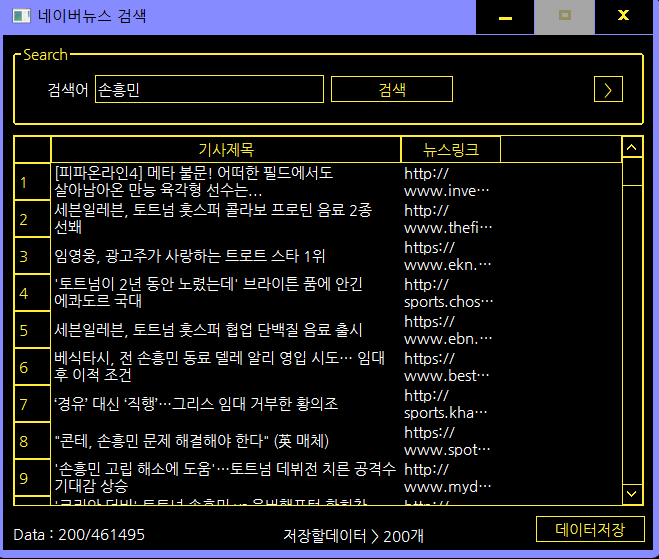 네이버뉴스 검색
Search
검색어 손흥민 검색 >
기사제목 뉴스링크
1 [피파온라인4] 메타 불문! 어떠한 필드에서도 http://
살아남아온 만능 육각형 선수는... www.inve…
2 세븐일레븐, 토트넘 홋스퍼 콜라보 프로틴 음료 2종 http://
선봬 www.thefi…
3 임영웅, 광고주가 사랑하는 트로트 스타 1위 https://
www.ekn.…
4 '토트넘이 2년 동안 노렸는데' 브라이튼 품에 안긴 http://
에콰도르 국대 sports.chos…
5 세븐일레븐, 토트넘 홋스퍼 협업 단백질 음료 출시 https://
www.ebn.…
6 베식타시, 전 손흥민 동료 델레 알리 영입 시도… 임대 https://
후 이적 조건 www.best…
7 ‘경유’ 대신 ‘직행’…그리스 임대 거부한 황의조 http://
sports.kha…
8 "콘테, 손흥민 문제 해결해야 한다" (英 매체) https://
www.spot…
9 '손흥민 고립 해소에 도움'…토트넘 데뷔전 치른 공격수 http://
기대감 상승 www.myd…
Data : 200/461495 저장할데이터 > 200개 데이터저장